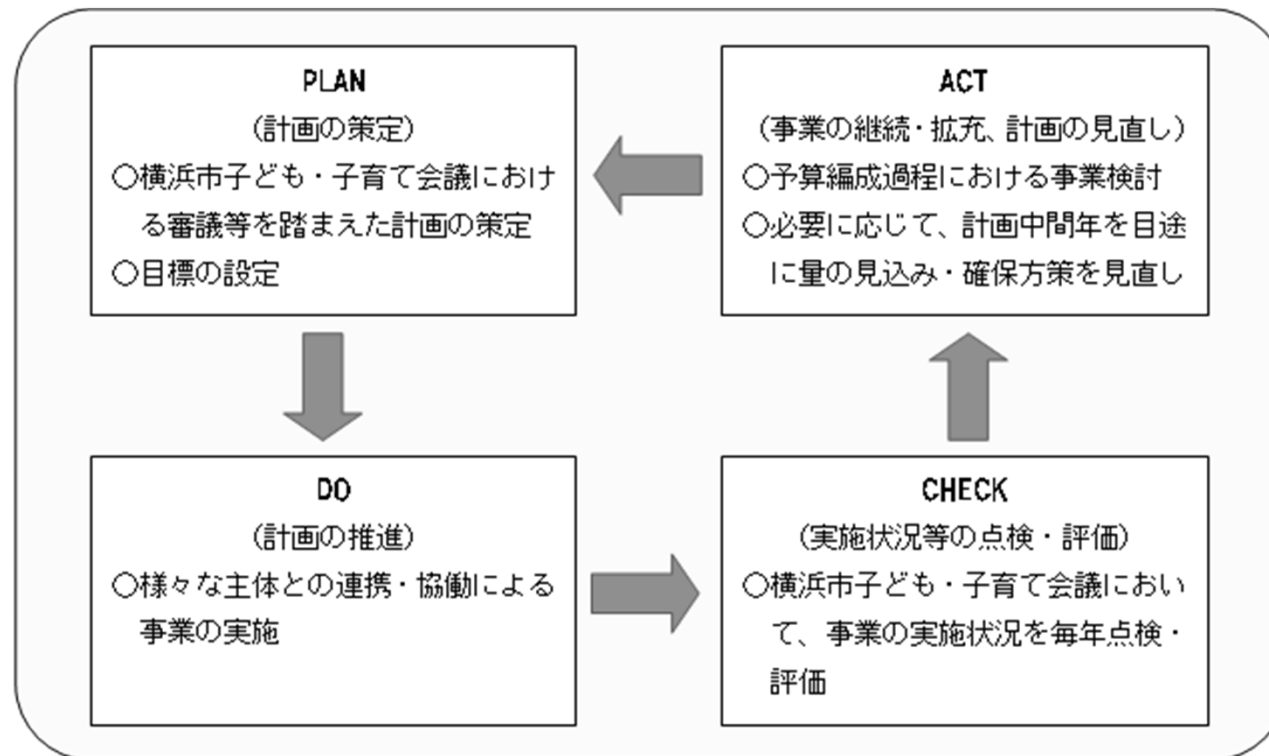 PLAN
(計画の策定)
○横浜市子ども・子育て会議におけ
る審議等を踏まえた計画の策定
○目標の設定
ACT
(事業の継続・拡充、計画の見直し)
○予算編成過程における事業検討
○必要に応じて、計画中間年を目途
に量の見込み・確保方策を見直し
DO
(計画の推進)
○様々な主体との連携・協働による
事業の実施
CHECK
(実施状況等の点検・評価)
○横浜市子ども・子育て会議におい
て、事業の実施状況を毎年点検・
評価